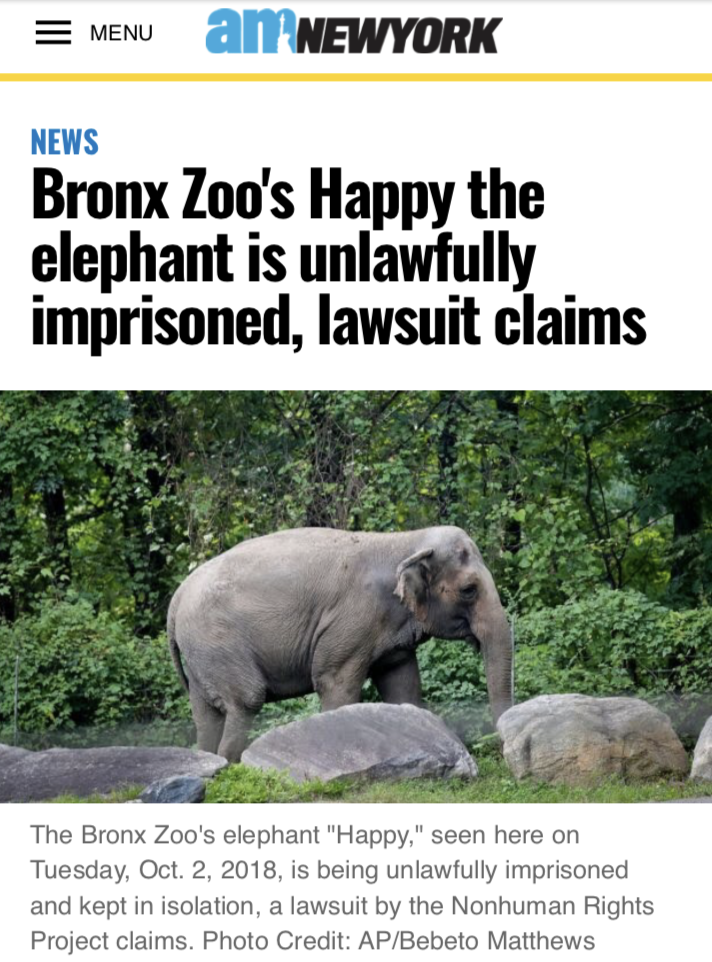 MENU
amNEWYORK
NEWS
Bronx Zoo's Happy the
elephant is unlawfully
imprisoned, lawsuit claims
The Bronx Zoo's elephant "Happy," seen here on
Tuesday, Oct. 2, 2018, is being unlawfully imprisoned
and kept in isolation, a lawsuit by the Nonhuman Rights
Project claims. Photo Credit: AP/Bebeto Matthews